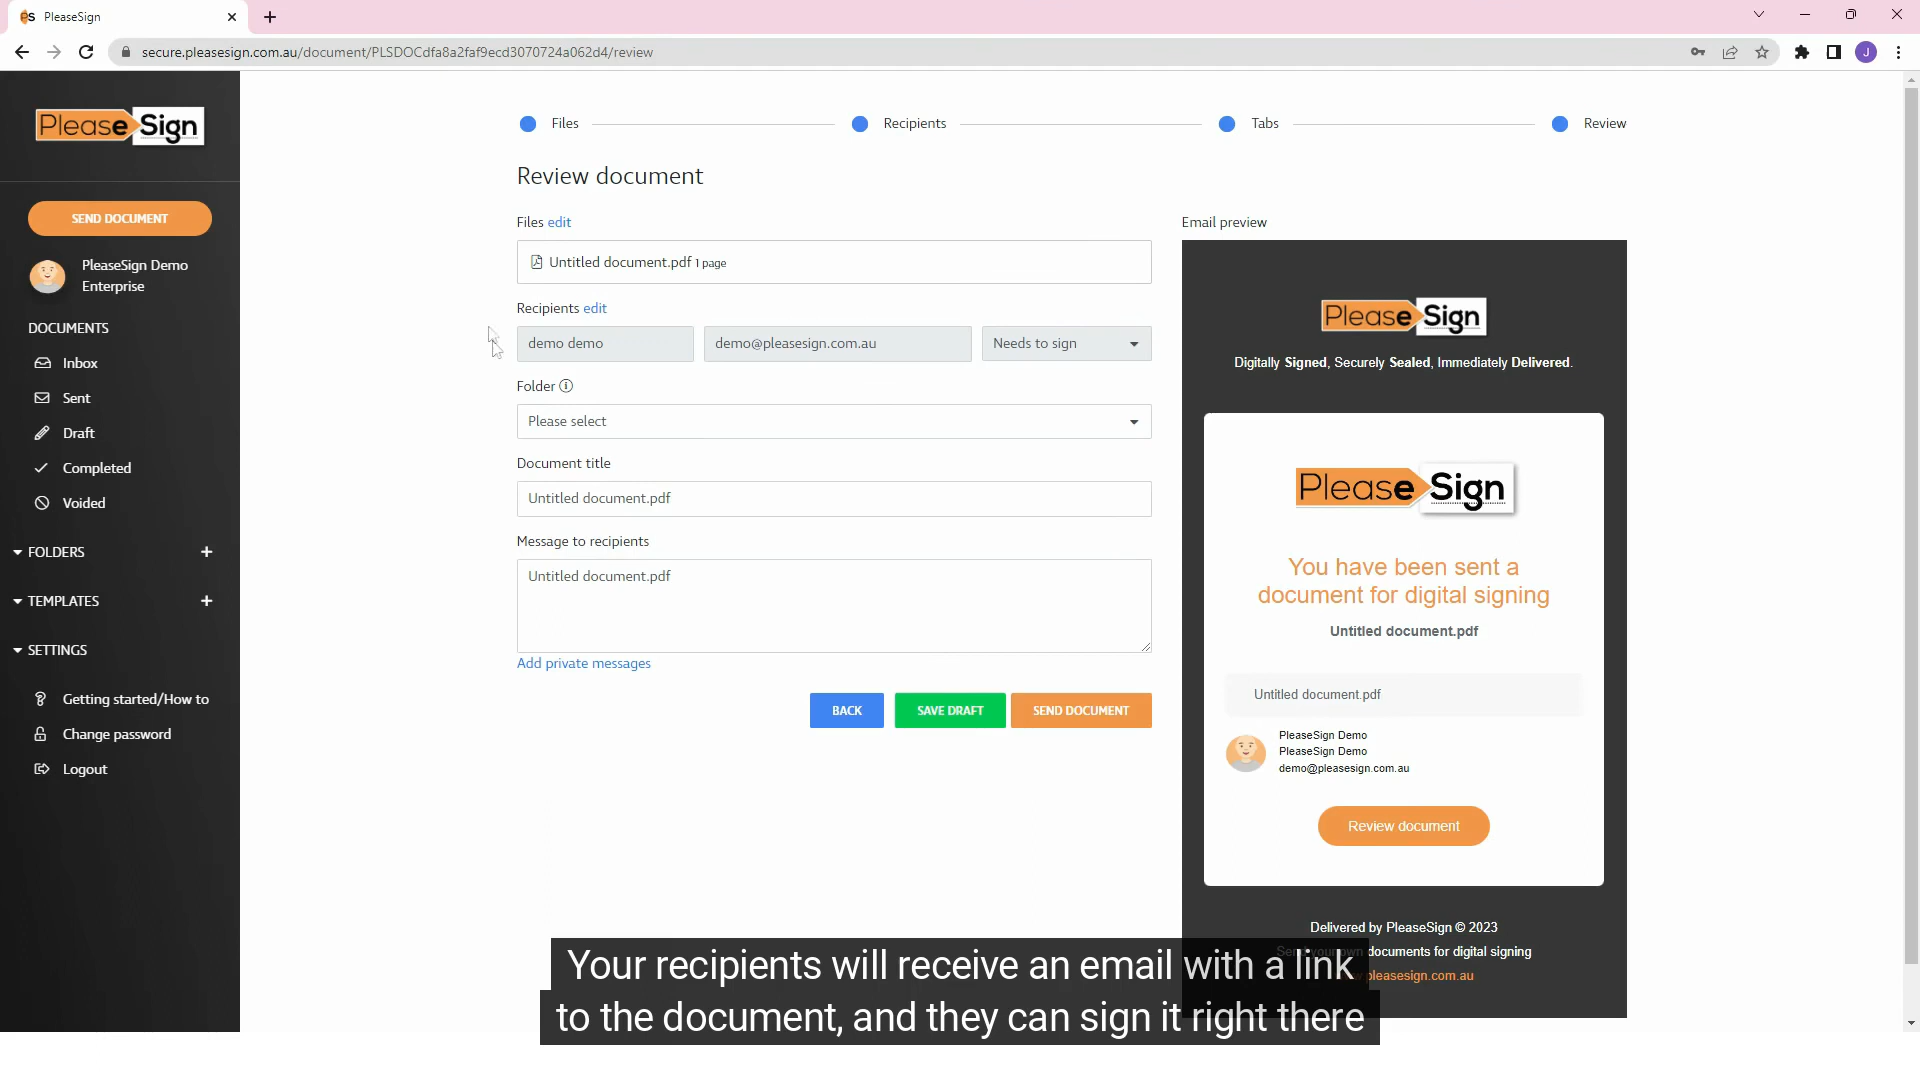 PS PleaseSign
secure.pleasesign.com.au/document/PLSDOCdfa8a2faf9ecd3070724a062d4/review
J
PleaseSign
SEND DOCUMENT
PleaseSign Demo
Enterprise
DOCUMENTS
Inbox
Sent
Draft
Completed
Voided
FOLDERS +
TEMPLATES +
SETTINGS
Getting started/How to
Change password
Logout
Files
Recipients
Tabs
Review
Review document
Files edit
Untitled document.pdf 1 page
Recipients edit
demo demo
demo@pleasesign.com.au
Needs to sign
Folder
Please select
Document title
Untitled document.pdf
Message to recipients
Untitled document.pdf
Add private messages
BACK
SAVE DRAFT
SEND DOCUMENT
Email preview
PleaseSign
Digitally Signed, Securely Sealed, Immediately Delivered.
PleaseSign
You have been sent a
document for digital signing
Untitled document.pdf
Untitled document.pdf
PleaseSign Demo
PleaseSign Demo
demo@pleasesign.com.au
Review document
Delivered by PleaseSign © 2023
Send your own documents for digital signing
pleasesign.com.au
Your recipients will receive an email with a link
to the document, and they can sign it right there